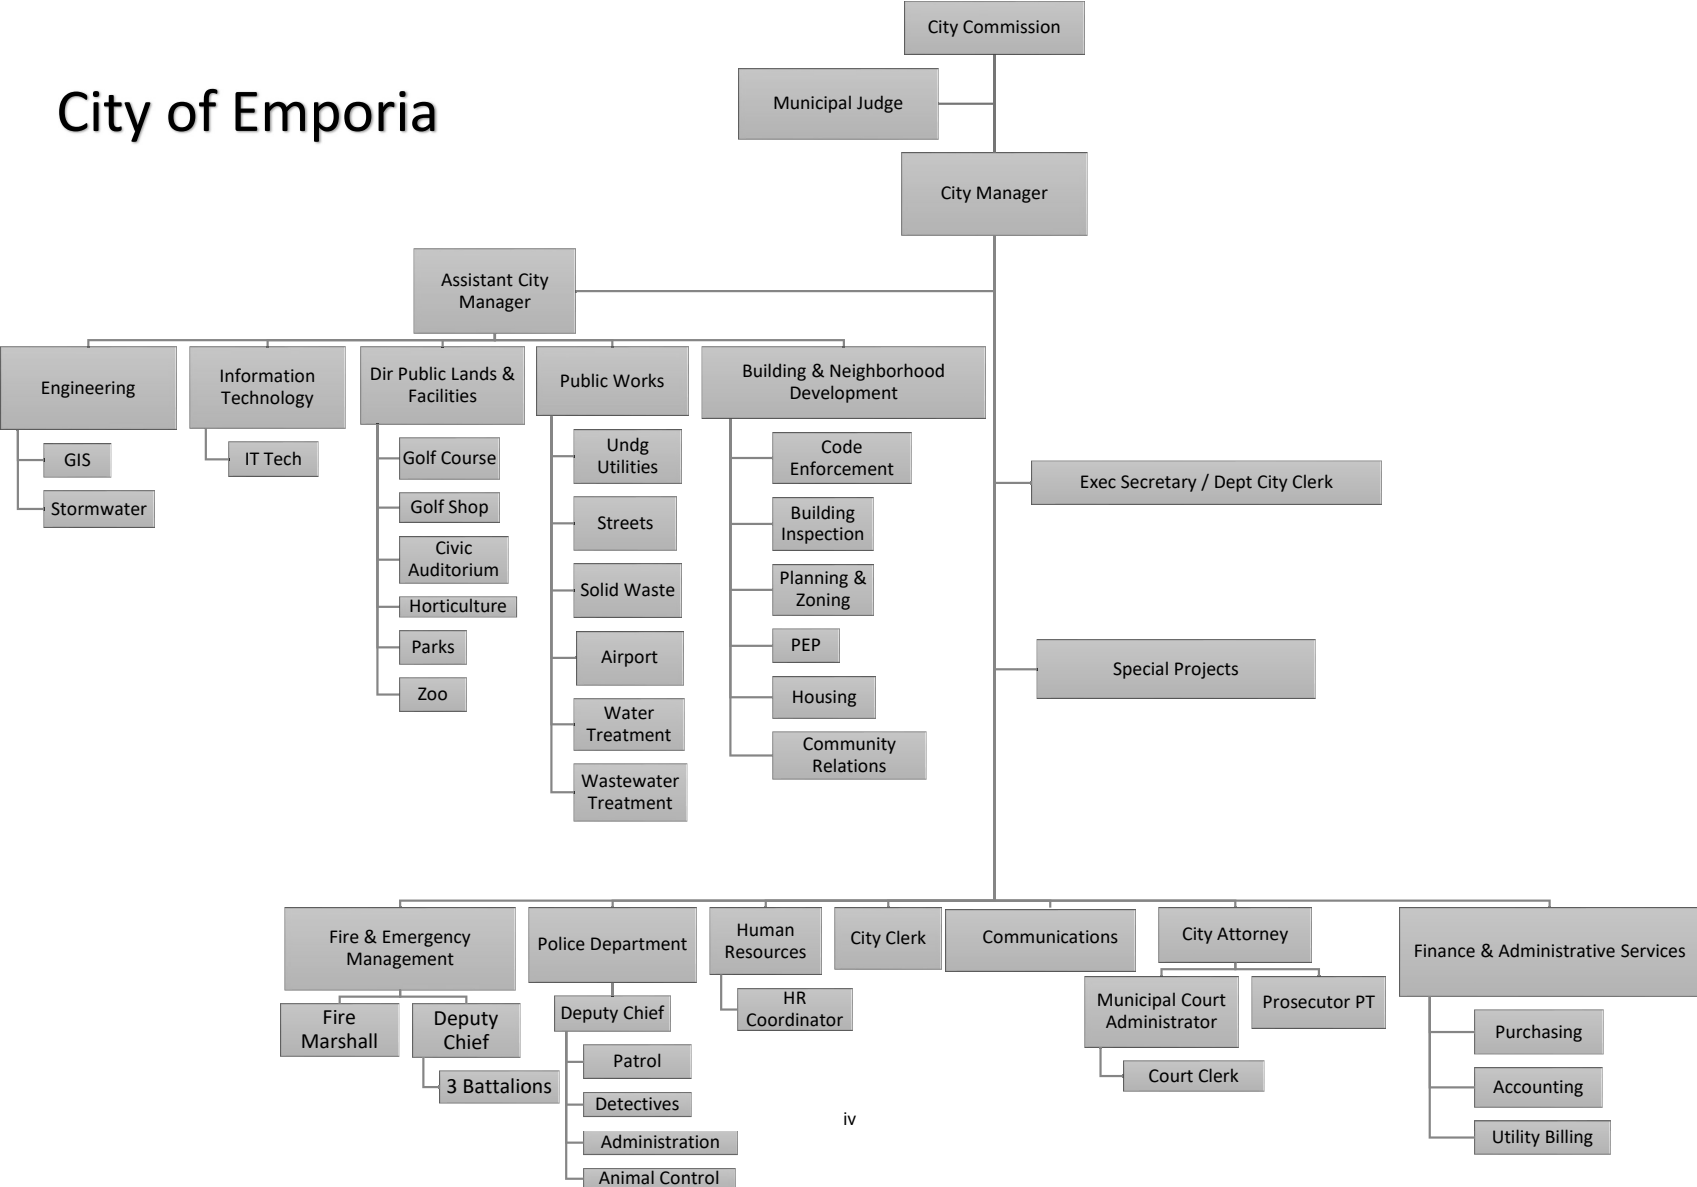 City Commission
City of Emporia
Municipal Judge
City Manager
Assistant City
Manager
Engineering
GIS
Stormwater
Information
Technology
IT Tech
Dir Public Lands &
Facilities
Golf Course
Golf Shop
Civic
Auditorium
Horticulture
Parks
Zoo
Public Works
Undg
Utilities
Streets
Solid Waste
Airport
Water
Treatment
Wastewater
Treatment
Building & Neighborhood
Development
Code
Enforcement
Building
Inspection
Planning &
Zoning
PEP
Housing
Community
Relations
Exec Secretary / Dept City Clerk
Special Projects
Fire & Emergency
Management
Fire
Marshall
Deputy
Chief
3 Battalions
Police Department
Deputy Chief
Patrol
Detectives
Administration
Animal Control
Human
Resources
HR
Coordinator
City Clerk
Communications
City Attorney
Municipal Court
Administrator
Court Clerk
Prosecutor PT
Finance & Administrative Services
Purchasing
Accounting
Utility Billing
iv